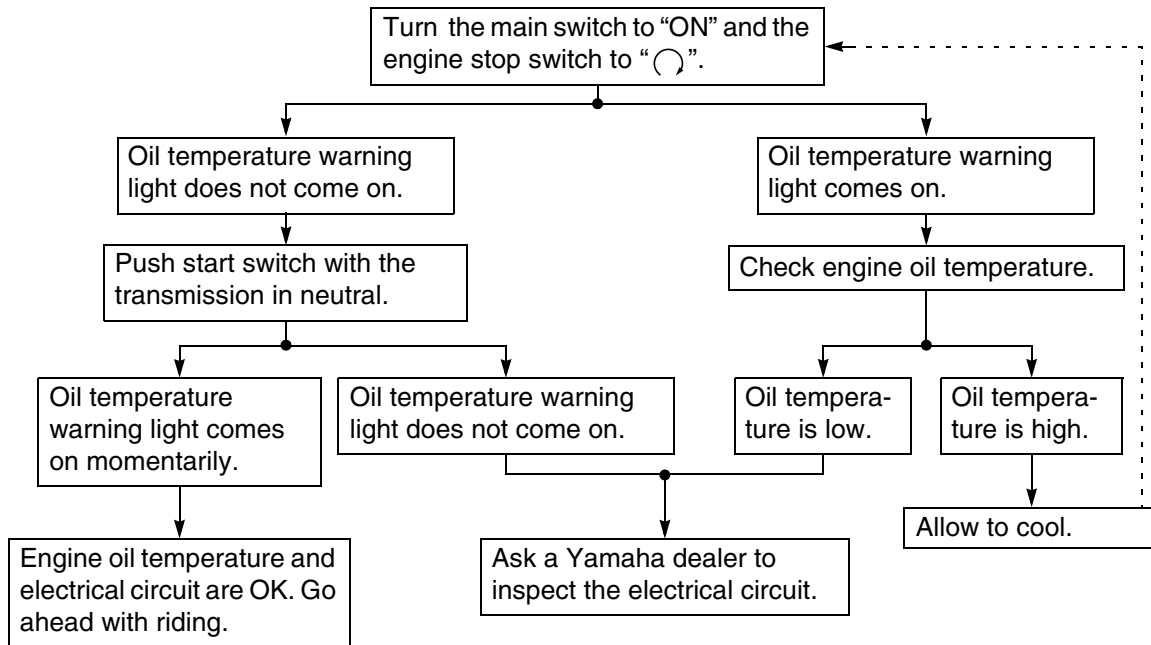 Turn the main switch to “ON” and the
engine stop switch to “ ”.
Oil temperature warning
light does not come on.
Oil temperature warning
light comes on.
Push start switch with the
transmission in neutral.
Check engine oil temperature.
Oil temperature
warning light comes
on momentarily.
Oil temperature warning
light does not come on.
Oil tempera-
ture is low.
Oil tempera-
ture is high.
Allow to cool.
Engine oil temperature and
electrical circuit are OK. Go
ahead with riding.
Ask a Yamaha dealer to
inspect the electrical circuit.